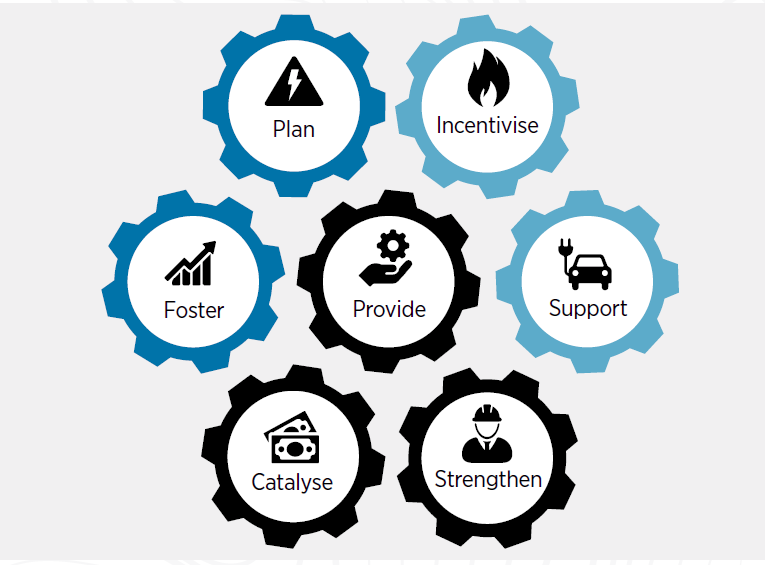 Plan
Incentivise
Foster
Provide
Support
Catalyse
Strengthen